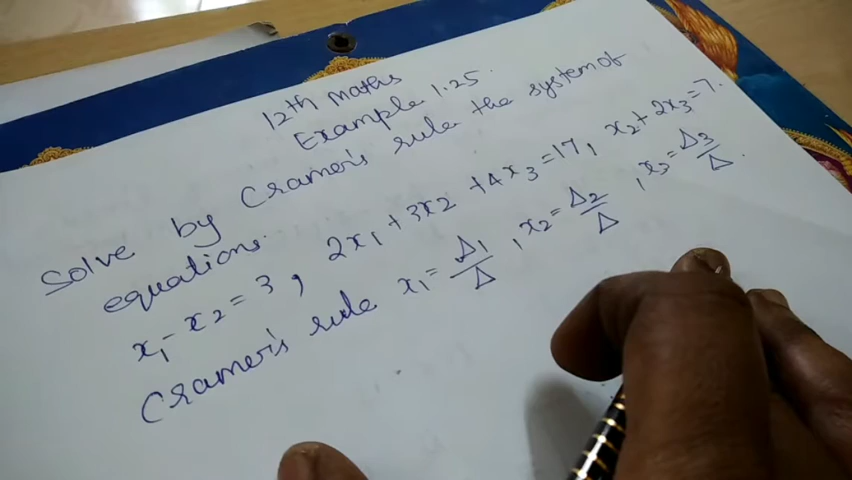 12th Maths
Example 1.25.
Solve by Cramer's rule the system of
equations.
x₁ - x₂ = 3, 2x₁ + 3x₂ + 4x₃ = 17, x₂ + 2x₃ = 7.
Cramer's rule x₁ = Δ₁/Δ, x₂ = Δ₂/Δ, x₃ = Δ₃/Δ.